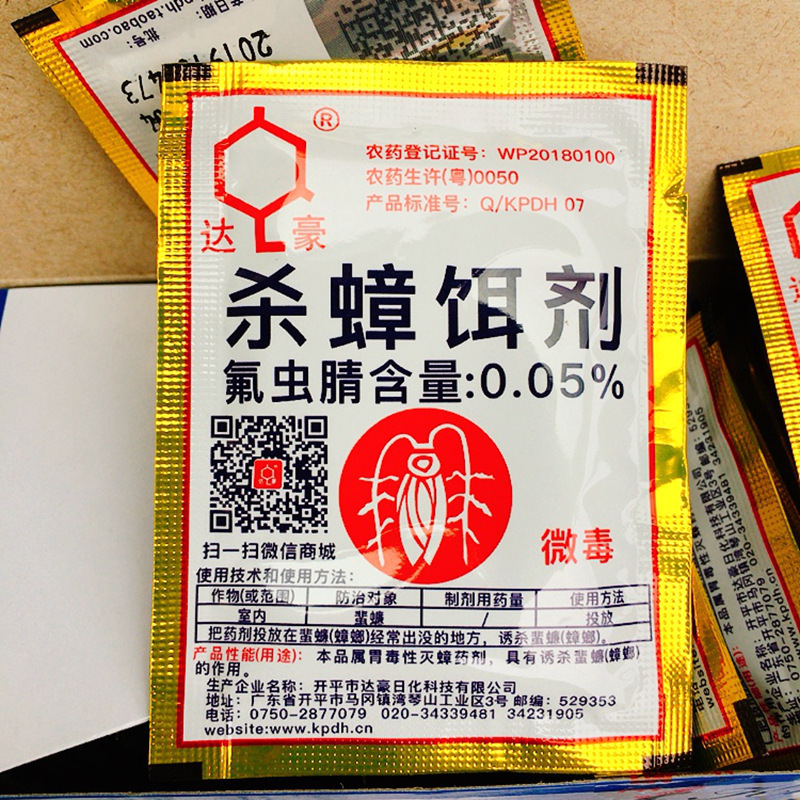 pdh.taobao.com
产日期:
批号:
达豪
®
农药登记证号：WP20180100
农药生许(粤)0050
产品标准号：Q/KPDH 07
杀蟑饵剂
氟虫腈含量:0.05%
扫一扫微信商城
微毒
使用技术和使用方法：
作物(或范围) 防治对象 制剂用药量 使用方法
室内 蜚蠊 / 投放
把药剂投放在蜚蠊(蟑螂)经常出没的地方，诱杀蜚蠊(蟑螂)。
产品性能(用途)：本品属胃毒性灭蟑药剂，具有诱杀蜚蠊(蟑螂)
的作用。
生产企业名称：开平市达豪日化科技有限公司
地址：广东省开平市马冈镇湾琴山工业区3号 邮编：529353
电话：0750-2877079 020-34339481 34231905
website:www.kpdh.cn